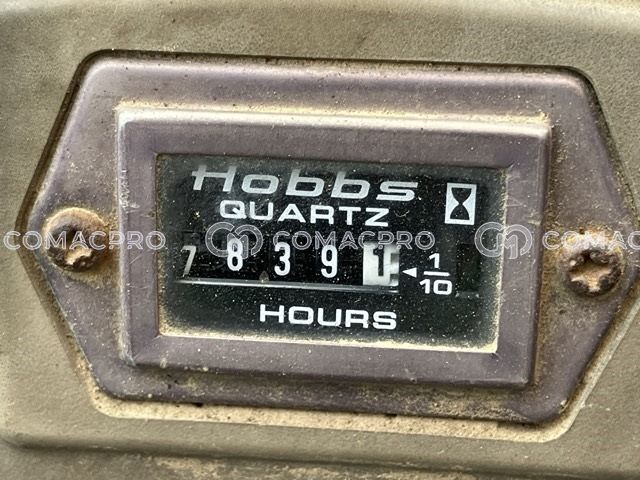 Hobbs
QUARTZ
7 8 3 9 1 ◄ 1/10
HOURS
COMACPRO COMACPRO COMACPRO